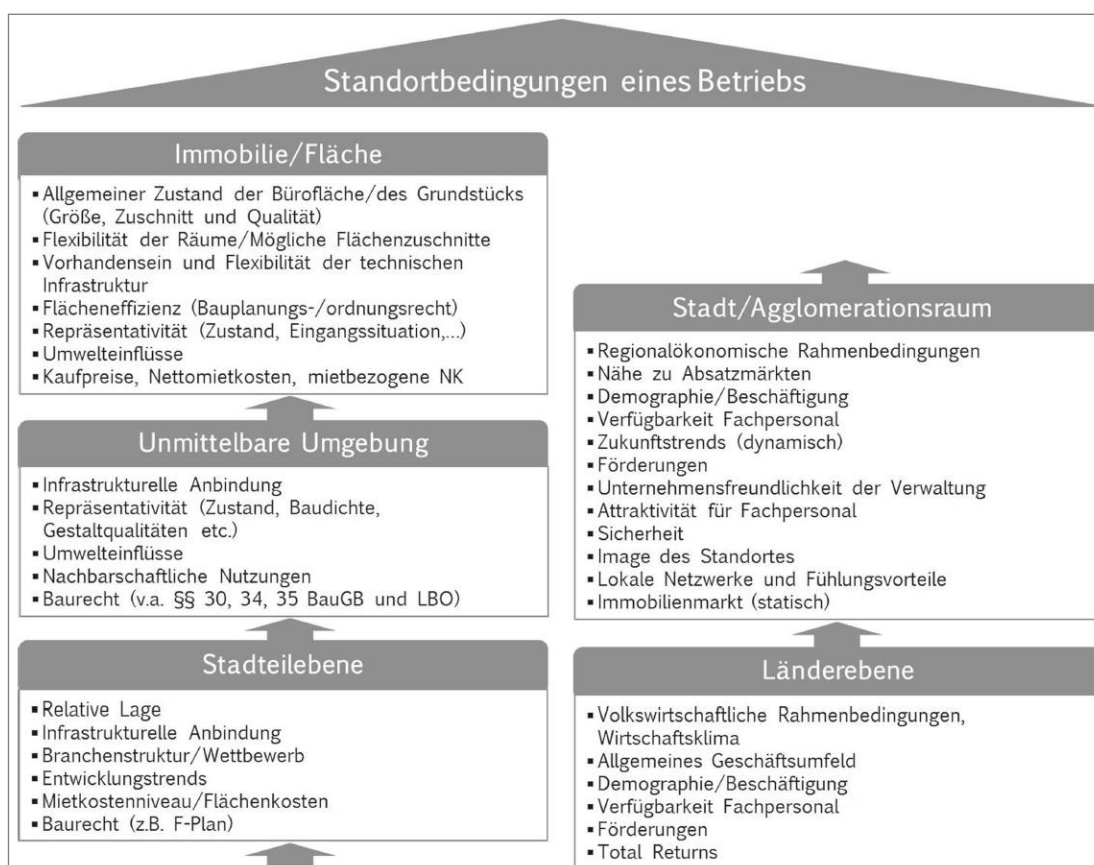 Standortbedingungen eines Betriebs
Immobilie/Fläche
▪ Allgemeiner Zustand der Bürofläche/des Grundstücks
(Größe, Zuschnitt und Qualität)
▪ Flexibilität der Räume/Mögliche Flächenzuschnitte
▪ Vorhandensein und Flexibilität der technischen
Infrastruktur
▪ Flächeneffizienz (Bauplanungs-/ordnungsrecht)
▪ Repräsentativität (Zustand, Eingangssituation,...)
▪ Umwelteinflüsse
▪ Kaufpreise, Nettomietkosten, mietbezogene NK
Unmittelbare Umgebung
▪ Infrastrukturelle Anbindung
▪ Repräsentativität (Zustand, Baudichte,
Gestaltqualitäten etc.)
▪ Umwelteinflüsse
▪ Nachbarschaftliche Nutzungen
▪ Baurecht (v.a. §§ 30, 34, 35 BauGB und LBO)
Stadteilebene
▪ Relative Lage
▪ Infrastrukturelle Anbindung
▪ Branchenstruktur/Wettbewerb
▪ Entwicklungstrends
▪ Mietkostenniveau/Flächenkosten
▪ Baurecht (z.B. F-Plan)
Stadt/Agglomerationsraum
▪ Regionalökonomische Rahmenbedingungen
▪ Nähe zu Absatzmärkten
▪ Demographie/Beschäftigung
▪ Verfügbarkeit Fachpersonal
▪ Zukunftstrends (dynamisch)
▪ Förderungen
▪ Unternehmensfreundlichkeit der Verwaltung
▪ Attraktivität für Fachpersonal
▪ Sicherheit
▪ Image des Standortes
▪ Lokale Netzwerke und Fühlungsvorteile
▪ Immobilienmarkt (statisch)
Länderebene
▪ Volkswirtschaftliche Rahmenbedingungen,
Wirtschaftsklima
▪ Allgemeines Geschäftsumfeld
▪ Demographie/Beschäftigung
▪ Verfügbarkeit Fachpersonal
▪ Förderungen
▪ Total Returns